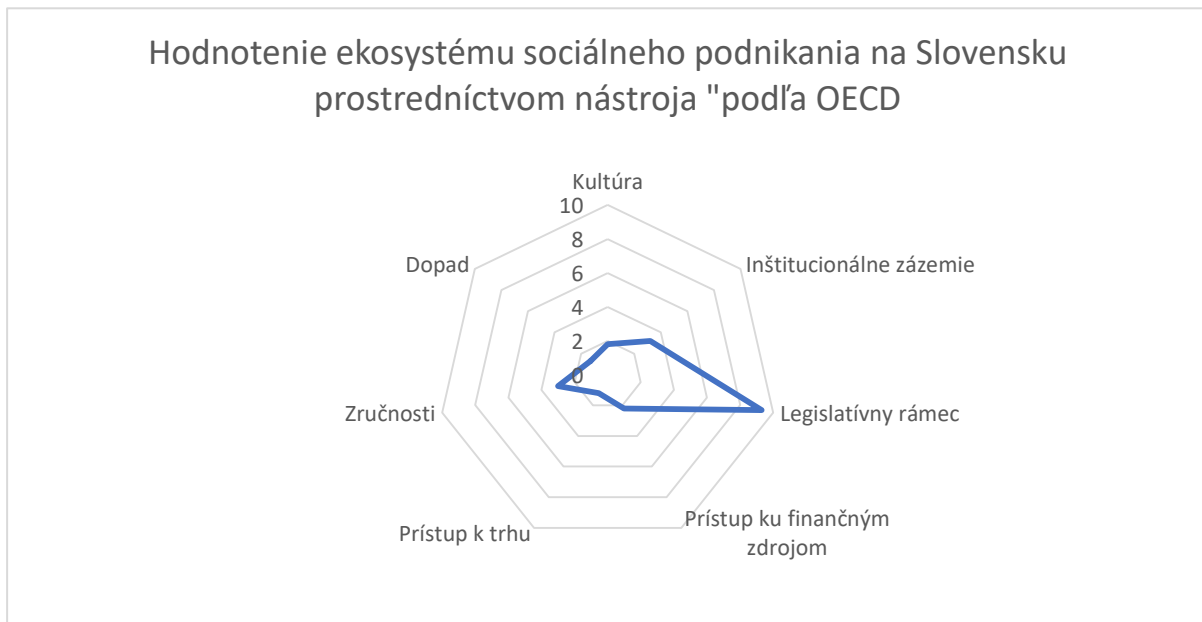 Hodnotenie ekosystému sociálneho podnikania na Slovensku
prostredníctvom nástroja "podľa OECD
Kultúra
10
8
6
4
2
0
Inštitucionálne zázemie
Legislatívny rámec
Prístup ku finančným
zdrojom
Prístup k trhu
Zručnosti
Dopad